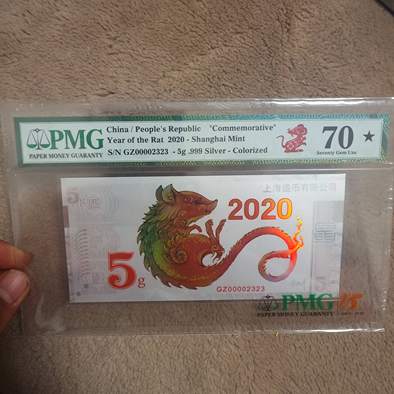 PMG
PAPER MONEY GUARANTY
China / People's Republic "Commemorative"
Year of the Rat 2020 - Shanghai Mint
S/N GZ00002323 - 5g .999 Silver - Colorized
70 ★
Seventy Gem Unc
上海造币有限公司
2020
5g
GZ00002323
PMG
PAPER MONEY GUARANTY